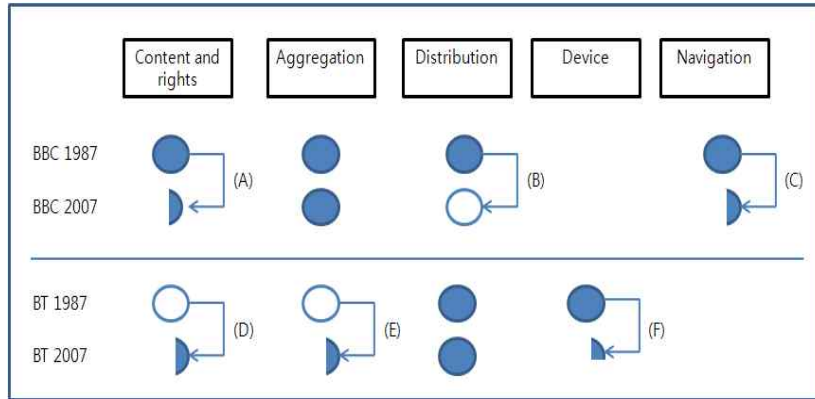 Content and
rights
Aggregation
Distribution
Device
Navigation
BBC 1987
(A)
(B)
(C)
BBC 2007
BT 1987
(D)
(E)
(F)
BT 2007